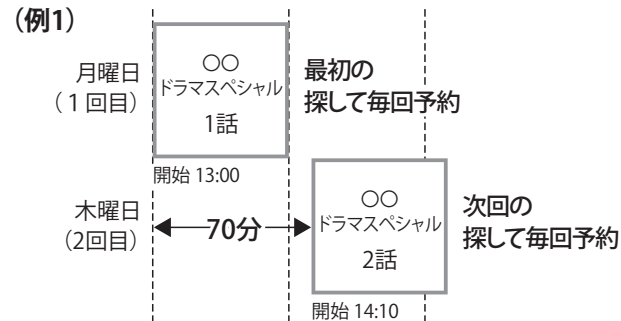 （例1）
月曜日
（1回目）
○○
ドラマスペシャル
1話
最初の
探して毎回予約
開始 13:00
木曜日
(2回目）
70分
○○
ドラマスペシャル
2話
次回の
探して毎回予約
開始 14:10